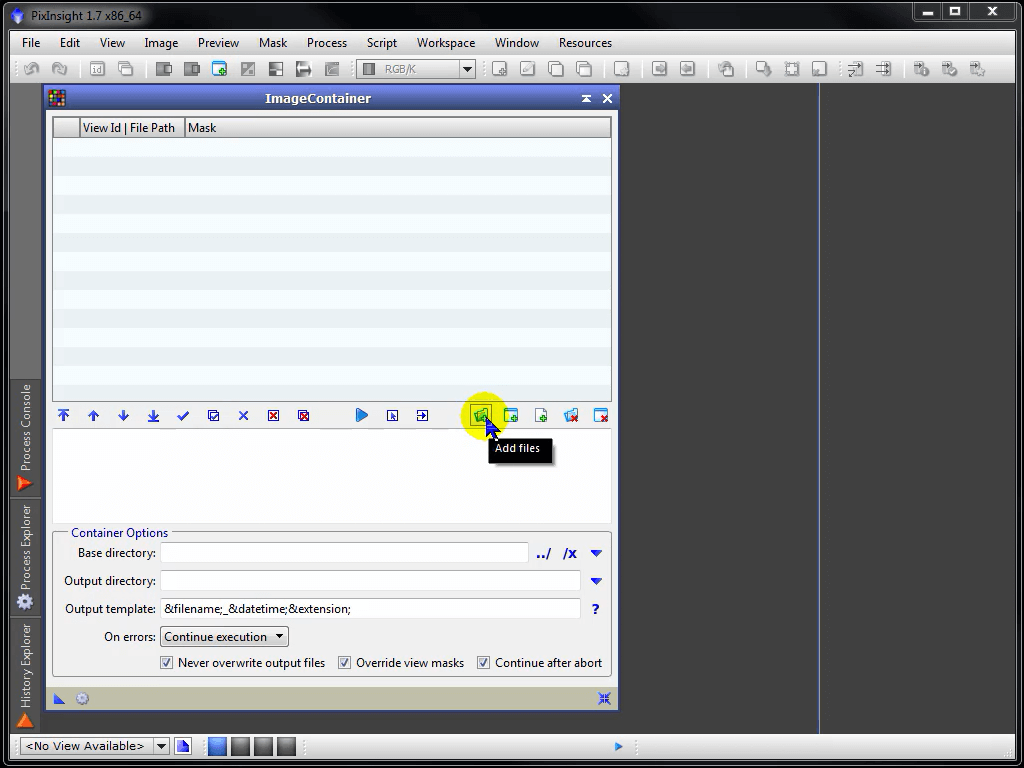 PixInsight 1.7 x86_64
File Edit View Image Preview Mask Process Script Workspace Window Resources
id RGB/K
ImageContainer
View Id | File Path Mask
Add files
Container Options
Base directory: ../ /x
Output directory:
Output template: &filename;_&datetime;&extension; ?
On errors: Continue execution
Never overwrite output files Override view masks Continue after abort
Process Console
Process Explorer
History Explorer
<No View Available>